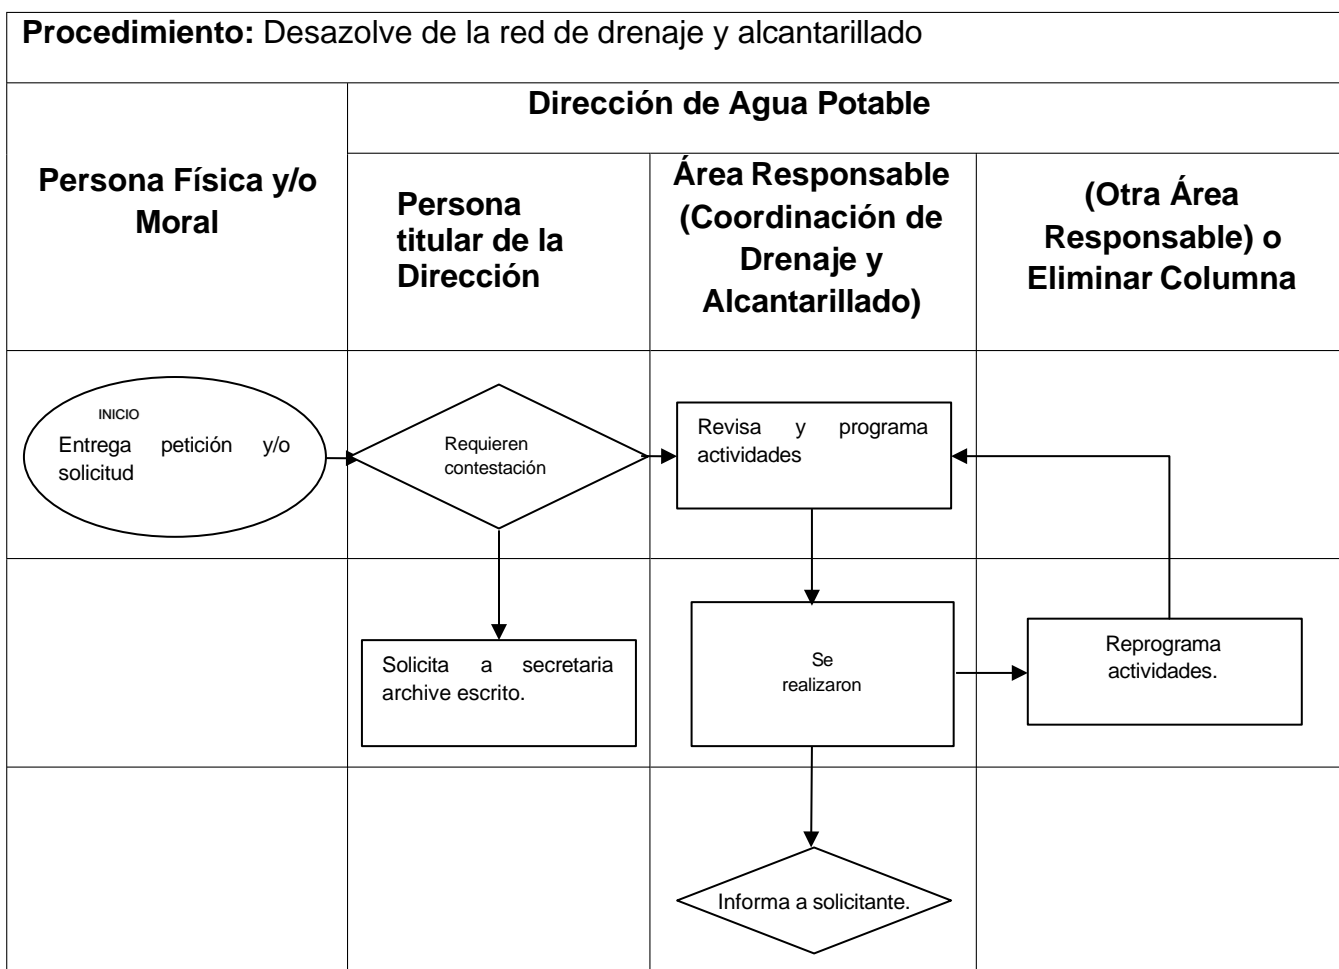 Procedimiento: Desazolve de la red de drenaje y alcantarillado
Dirección de Agua Potable
Persona Física y/o
Moral
Persona
titular de la
Dirección
Área Responsable
(Coordinación de
Drenaje y
Alcantarillado)
(Otra Área
Responsable) o
Eliminar Columna
INICIO
Entrega petición y/o
solicitud
Requieren
contestación
Revisa y programa
actividades
Solicita a secretaria
archive escrito.
Se
realizaron
Reprograma
actividades.
Informa a solicitante.